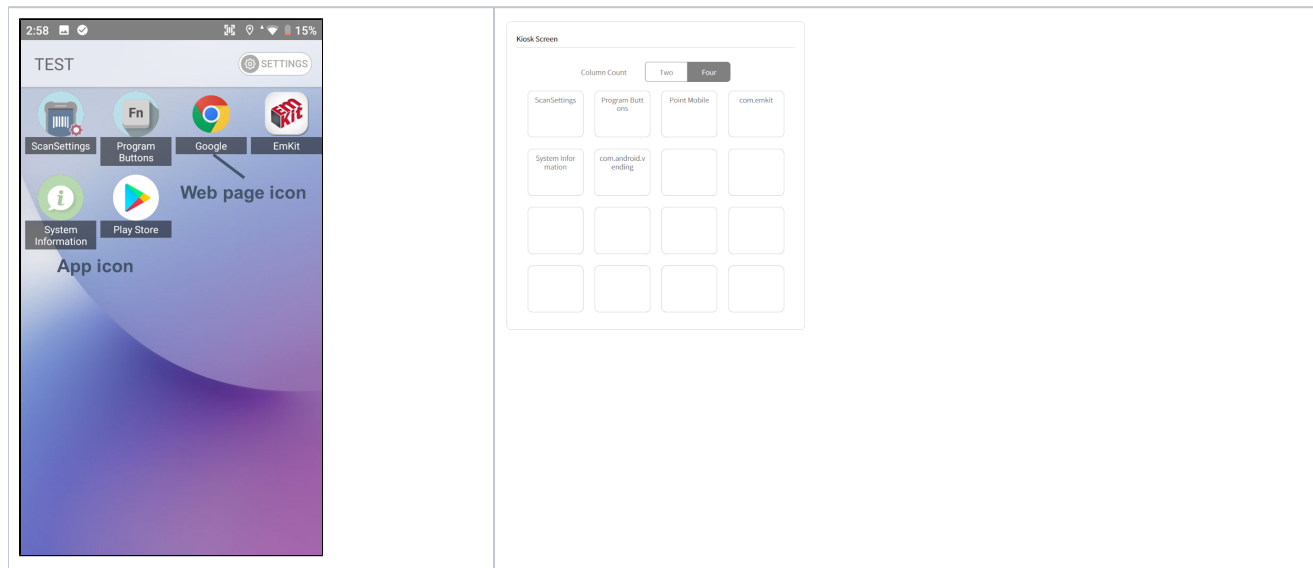 2:58
15%
TEST
SETTINGS
Fn
EmKit
ScanSettings
Program
Buttons
Google
EmKit
Web page icon
i
System
Information
Play Store
App icon
Kiosk Screen
Column Count
Two
Four
ScanSettings
Program Butt
ons
Point Mobile
com.emkit
System Infor
mation
com.android.v
ending